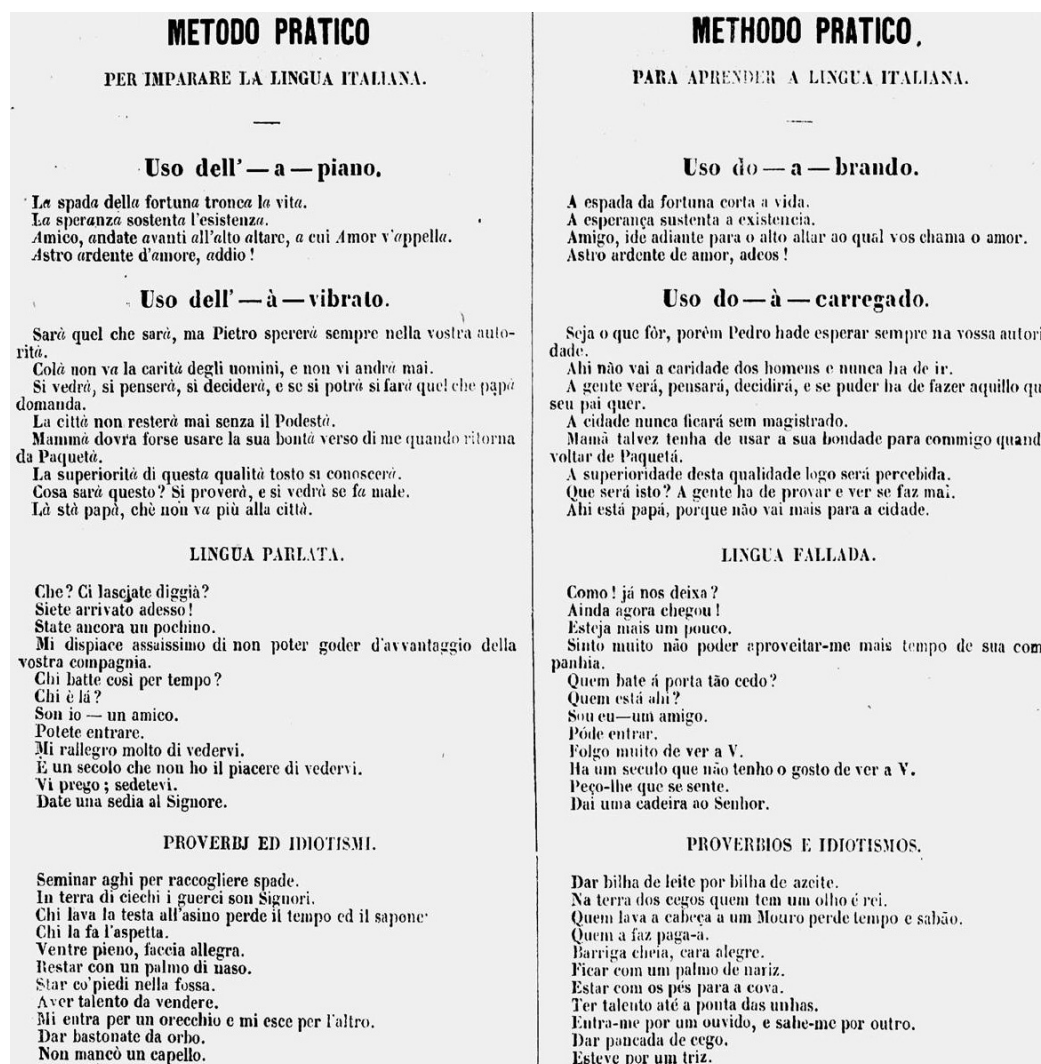 METODO PRATICO
PER IMPARARE LA LINGUA ITALIANA.
Uso dell' — a — piano.
La spada della fortuna tronca la vita.
La speranza sostenta l'esistenza.
Amico, andate avanti all'alto altare, a cui Amor v'appella.
Astro ardente d'amore, addio !
Uso dell' — à — vibrato.
Sarà quel che sarà, ma Pietro spererà sempre nella vostra auto-
rità.
Colà non va la carità degli uomini, e non vi andrà mai.
Si vedrà, si penserà, si deciderà, e se si potrà si farà quel che papà
domanda.
La città non resterà mai senza il Podestà.
Mammà dovrà forse usare la sua bontà verso di me quando ritorna
da Paquetà.
La superiorità di questa qualità tosto si conoscerà.
Cosa sarà questo ? Si proverà, e si vedrà se fa male.
Là stà papà, chè non va più alla città.
LINGUA PARLATA.
Che ? Ci lasciate diggià ?
Siete arrivato adesso !
State ancora un pochino.
Mi dispiace assaissimo di non poter goder d'avvantaggio della
vostra compagnia.
Chi batte così per tempo ?
Chi è là ?
Son io — un amico.
Potete entrare.
Mi rallegro molto di vedervi.
È un secolo che non ho il piacere di vedervi.
Vi prego ; sedetevi.
Date una sedia al Signore.
PROVERBJ ED IDIOTISMI.
Seminar aghi per raccogliere spade.
In terra di ciechi i guerci son Signori.
Chi lava la testa all'asino perde il tempo ed il sapone·
Chi la fa l'aspetta.
Ventre pieno, faccia allegra.
Restar con un palmo di naso.
Star co'piedi nella fossa.
Aver talento da vendere.
Mi entra per un orecchio e mi esce per l'altro.
Dar bastonate da orbo.
Non mancò un capello.
METHODO PRATICO,
PARA APRENDER A LINGUA ITALIANA.
Uso do — a — brando.
A espada da fortuna corta a vida.
A esperança sustenta a existencia.
Amigo, ide adiante para o alto altar ao qual vos chama o amor.
Astro ardente de amor, adeos !
Uso do — à — carregado.
Seja o que fôr, porém Pedro hade esperar sempre na vossa autori
dade.
Ahi não vai a caridade dos homens e nunca ha de ir.
A gente verá, pensará, decidirá, e se puder ha de fazer aquillo qu
seu pai quer.
A cidade nunca ficará sem magistrado.
Mamã talvez tenha de usar a sua bondade para commigo quand
voltar de Paquetá.
A superioridade desta qualidade logo será percebida.
Que será isto ? A gente ha de provar e ver se faz mal.
Ahi está papá, porque não vai mais para a cidade.
LINGUA FALLADA.
Como ! já nos deixa ?
Ainda agora chegou !
Esteja mais um pouco.
Sinto muito não poder aproveitar-me mais tempo de sua com
panhia.
Quem bate á porta tão cedo ?
Quem está ahi ?
Sou eu—um amigo.
Póde entrar.
Folgo muito de ver a V.
Ha um seculo que não tenho o gosto de ver a V.
Peço-lhe que se sente.
Dai uma cadeira ao Senhor.
PROVERBIOS E IDIOTISMOS.
Dar bilha de leite por bilha de azeite.
Na terra dos cegos quem tem um olho é rei.
Quem lava a cabeça a um Mouro perde tempo e sabão.
Quem a faz paga-a.
Barriga cheia, cara alegre.
Ficar com um palmo de nariz.
Estar com os pés para a cova.
Ter talento até a ponta das unhas.
Entra-me por um ouvido, e sahe-me por outro.
Dar pancada de cego.
Esteve por um triz.